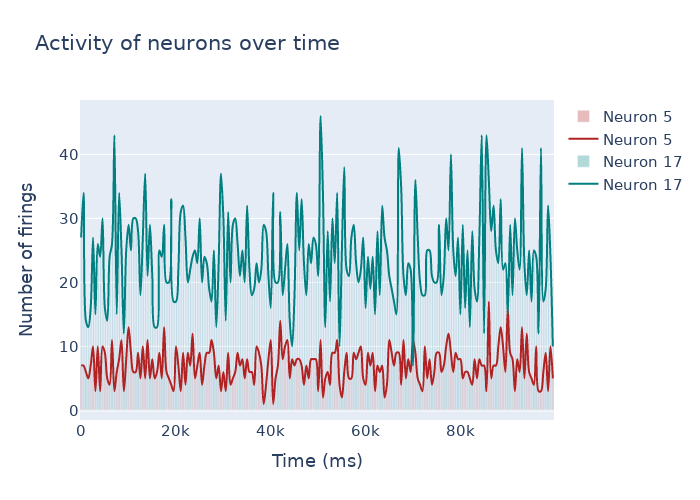 Activity of neurons over time
Neuron 5
Neuron 5
Neuron 17
Neuron 17
Number of firings
40
30
20
10
0
0
20k
40k
60k
80k
Time (ms)